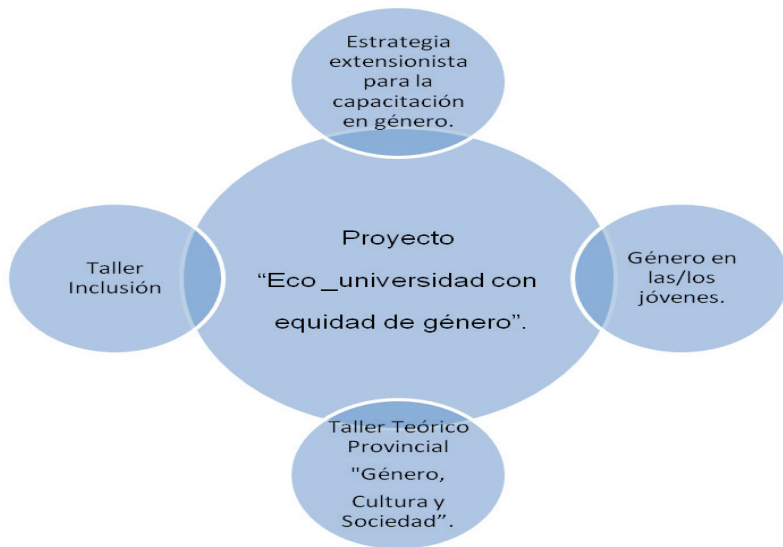 Estrategia
extensionista
para la
capacitación
en género.
Proyecto
“Eco _universidad con
equidad de género”.
Taller
Inclusión
Género en
las/los
jóvenes.
Taller Teórico
Provincial
"Género,
Cultura y
Sociedad”.